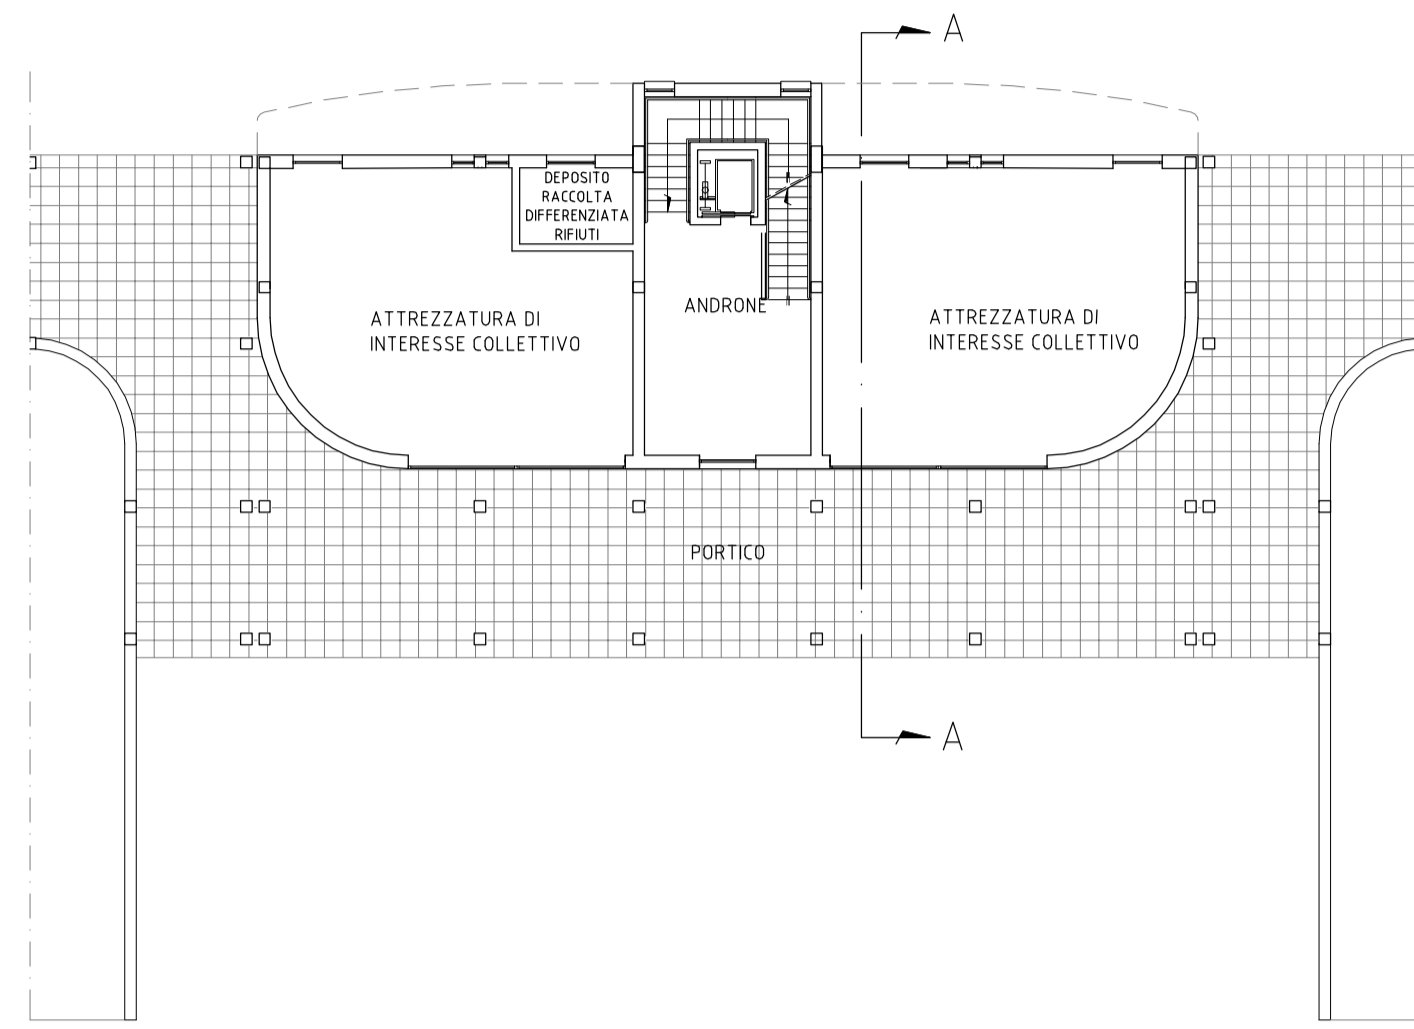 A
DEPOSITO
RACCOLTA
DIFFERENZIATA
RIFIUTI
ATTREZZATURA DI
INTERESSE COLLETTIVO
ANDRONE
ATTREZZATURA DI
INTERESSE COLLETTIVO
PORTICO
A